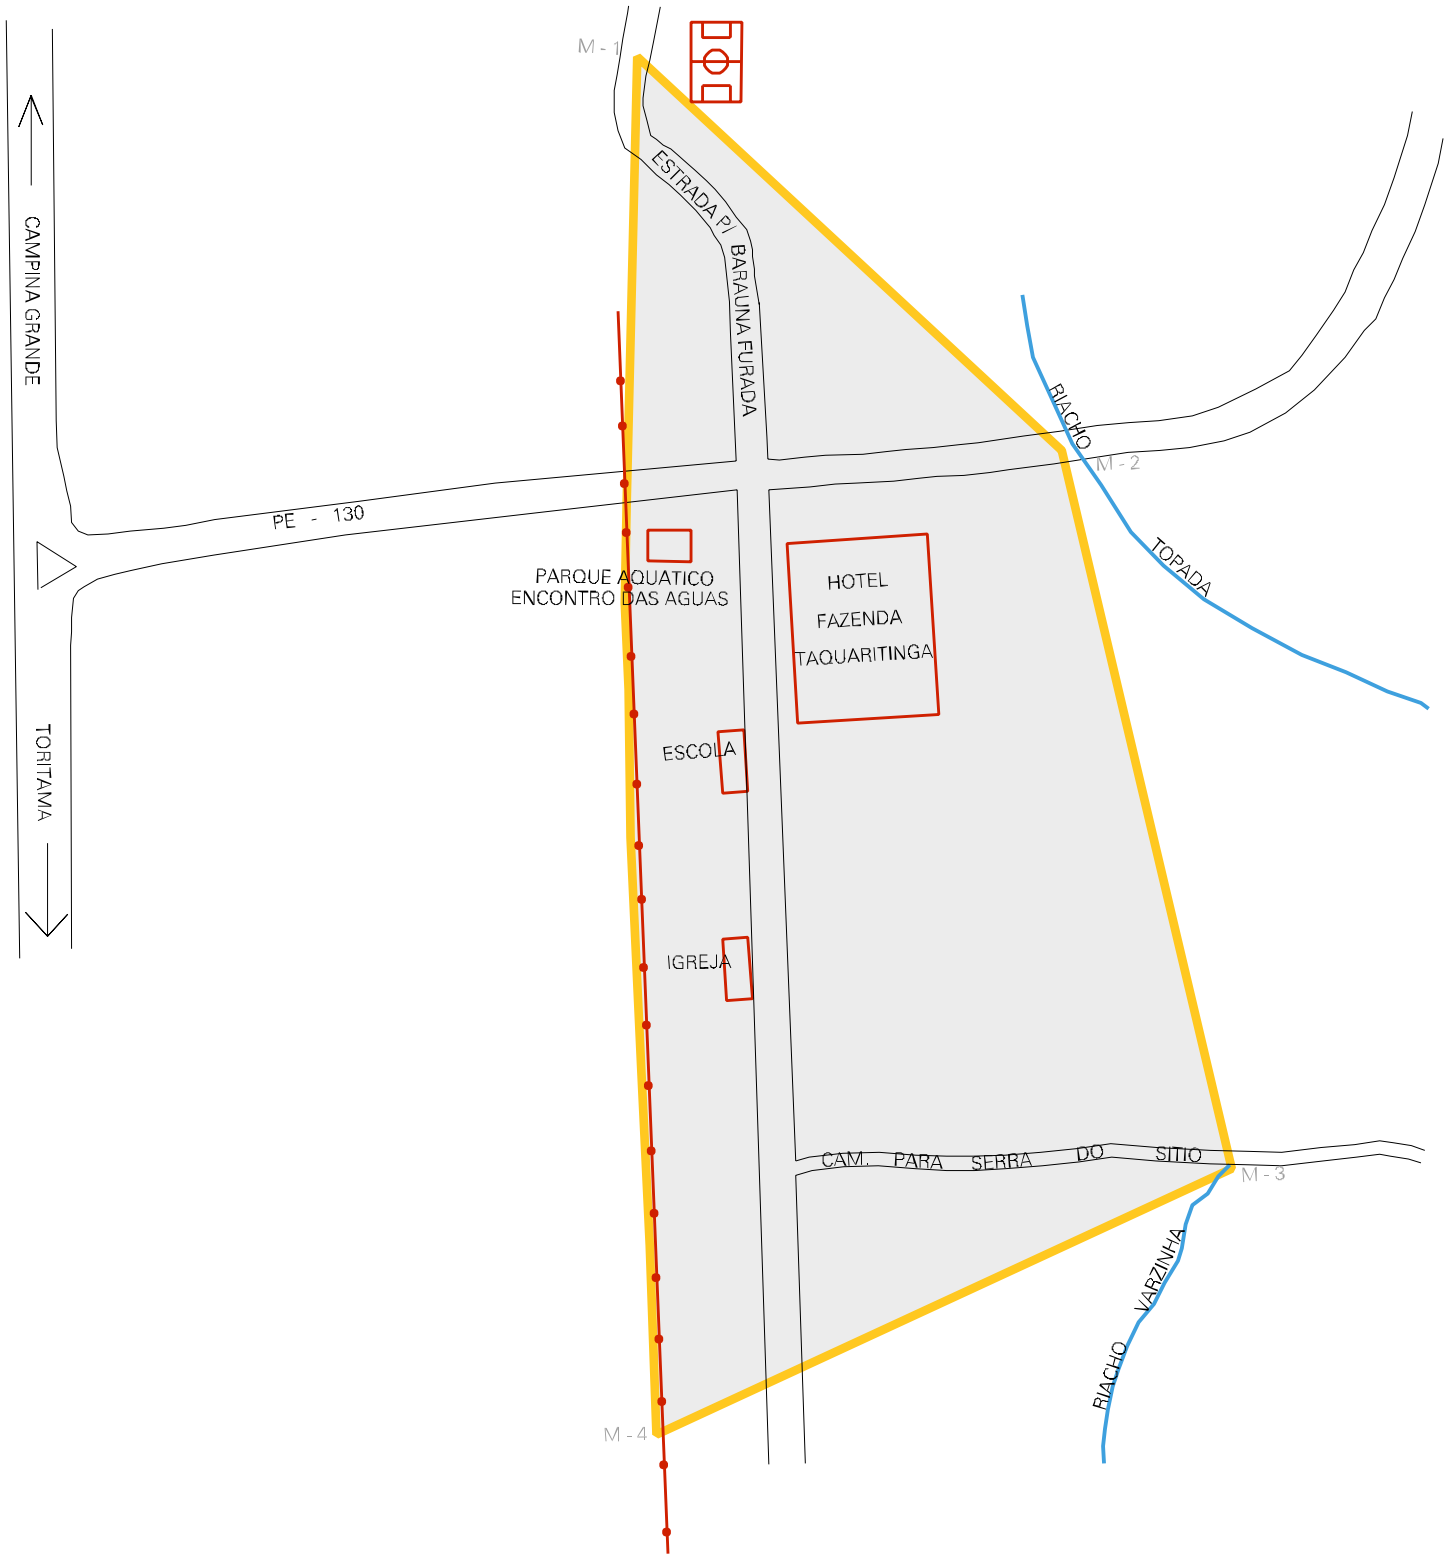 M - 1
ESTRADA P/
BARAUNA FURADA
CAMPINA GRANDE
RIACHO
M - 2
PE - 130
TOPADA
PARQUE AQUATICO
ENCONTRO DAS AGUAS
HOTEL
FAZENDA
TAQUARITINGA
TORITAMA
ESCOLA
IGREJA
CAM. PARA SERRA DO SITIO
M - 3
RIACHO VARZINHA
M - 4